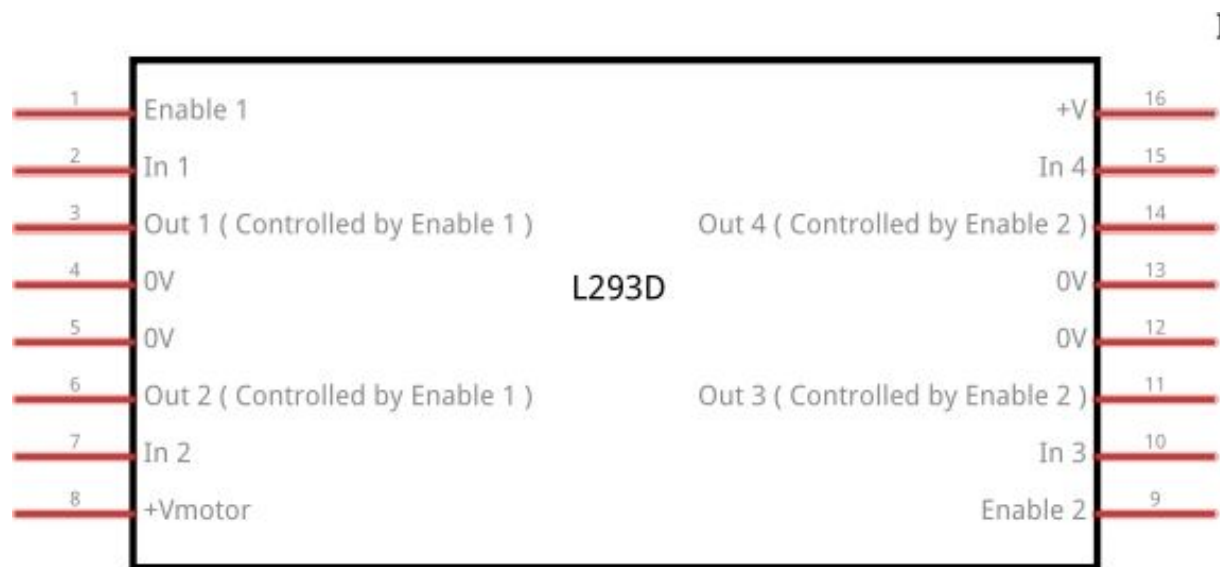 1 Enable 1 +V 16
2 In 1 In 4 15
3 Out 1 ( Controlled by Enable 1 ) Out 4 ( Controlled by Enable 2 ) 14
4 0V 0V 13
L293D
5 0V 0V 12
6 Out 2 ( Controlled by Enable 1 ) Out 3 ( Controlled by Enable 2 ) 11
7 In 2 In 3 10
8 +Vmotor Enable 2 9